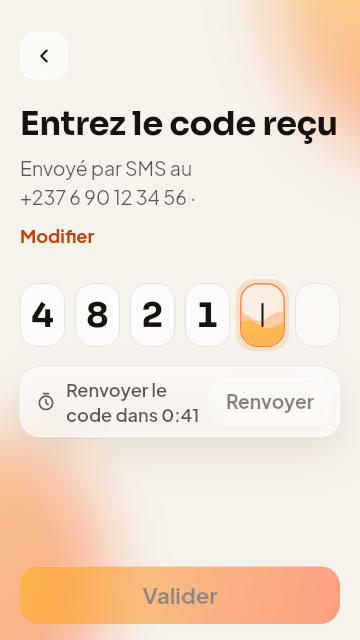 Entrez le code reçu
Envoyé par SMS au
+237 6 90 12 34 56 ·
Modifier
4 8 2 1
Renvoyer le
code dans 0:41
Renvoyer
Valider